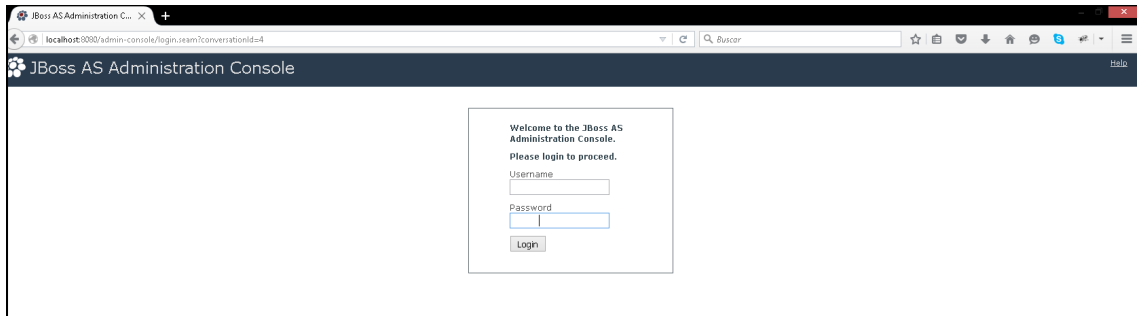 JBoss AS Administration C...
localhost:8080/admin-console/login.seam?conversationId=4
Buscar
JBoss AS Administration Console
Help
Welcome to the JBoss AS
Administration Console.
Please login to proceed.
Username
Password
Login